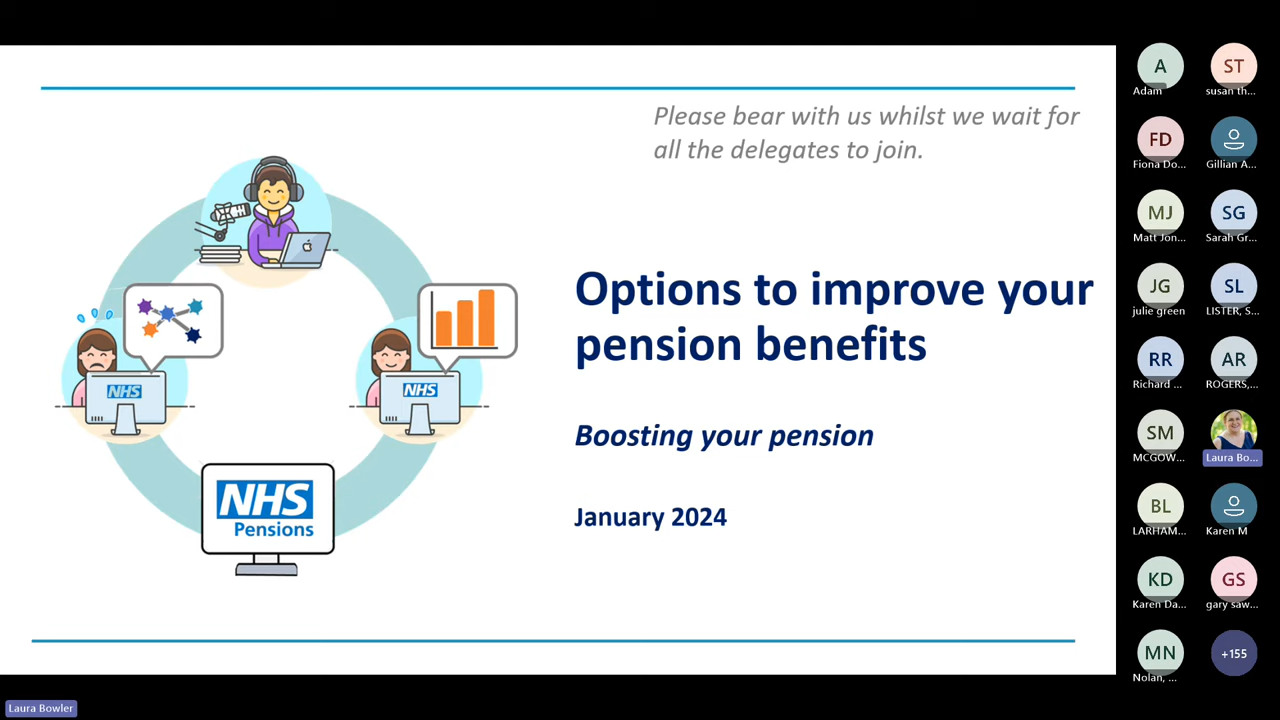 Please bear with us whilst we wait for
all the delegates to join.
Options to improve your
pension benefits
Boosting your pension
January 2024
NHS
NHS
NHS
Pensions
A
Adam
ST
susan th...
FD
Fiona Do...
Gillian A...
MJ
Matt Jon...
SG
Sarah Gr...
JG
julie green
SL
LISTER, S...
RR
Richard ...
AR
ROGERS,...
SM
MCGOW...
Laura Bo...
BL
LARHAM...
Karen M
KD
Karen Da...
GS
gary saw...
MN
Nolan, ...
+155
Laura Bowler